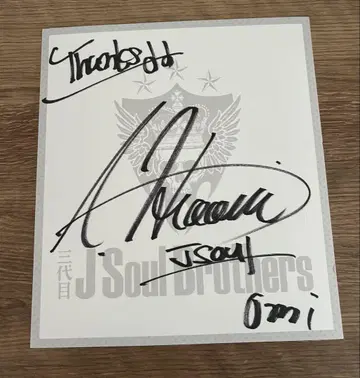 Thanks!!
J Soul
三代目
J Soul Brothers
Omi